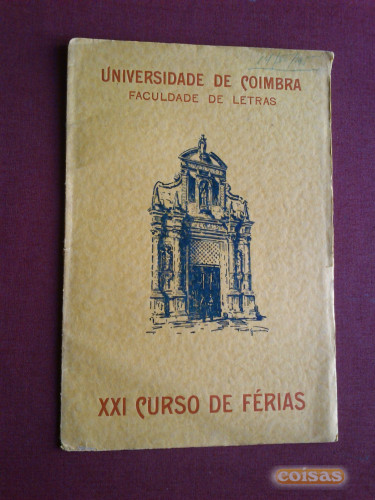 UNIVERSIDADE DE COIMBRA
FACULDADE DE LETRAS
XXI CURSO DE FÉRIAS
coisas